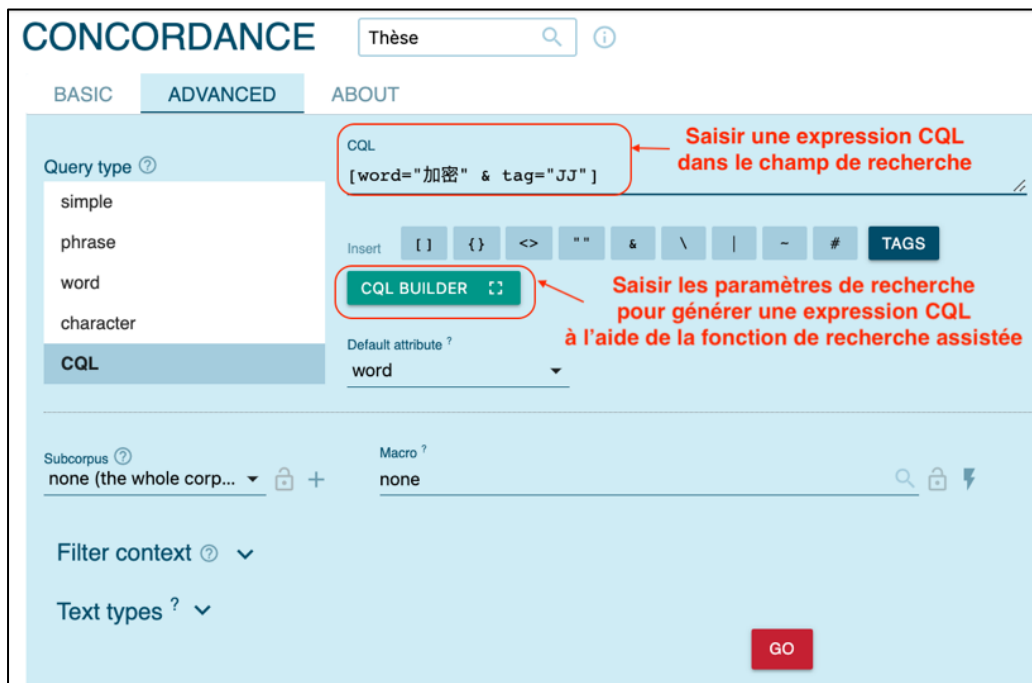 CONCORDANCE
Thèse
BASIC ADVANCED ABOUT
Query type ?
simple
phrase
word
character
CQL
CQL
[word="加密" & tag="JJ"]
Saisir une expression CQL
dans le champ de recherche
Insert [ ] { } <> " " & \ | ~ # TAGS
CQL BUILDER
Saisir les paramètres de recherche
pour générer une expression CQL
à l'aide de la fonction de recherche assistée
Default attribute ?
word
Subcorpus ?
none (the whole corp...
Macro ?
none
Filter context ?
Text types ?
GO